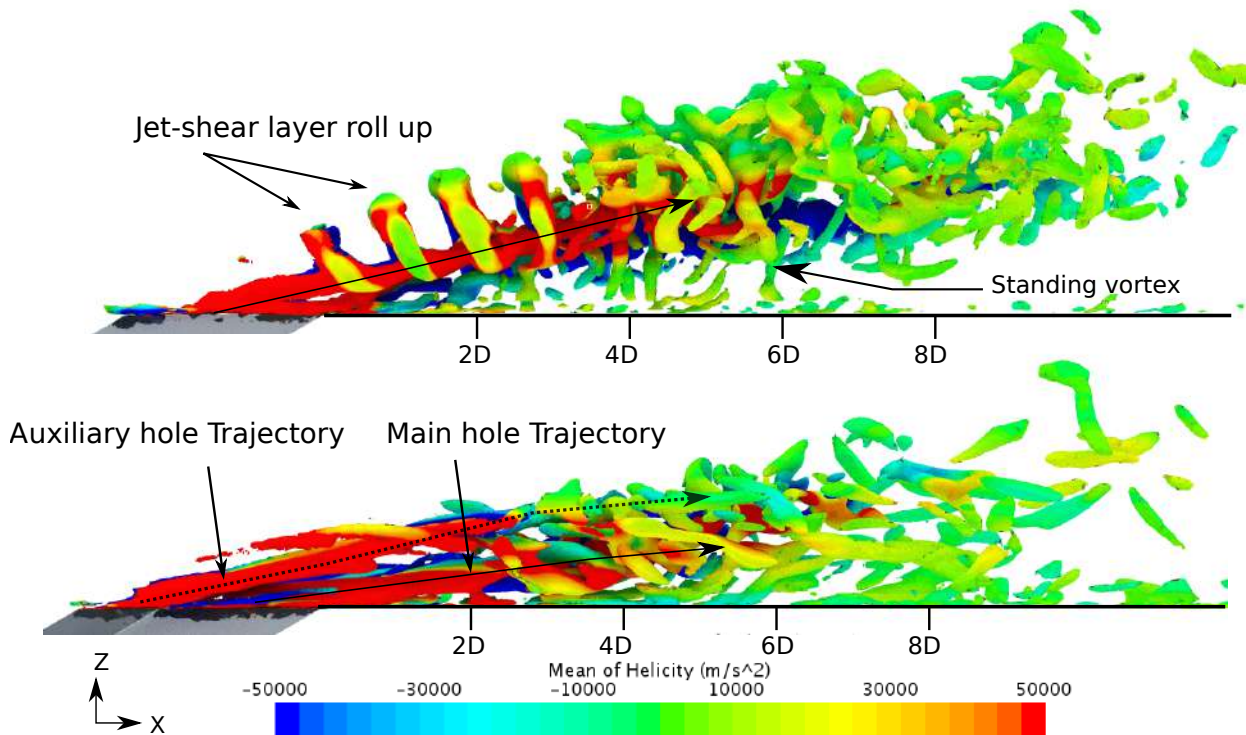 Jet-shear layer roll up
Standing vortex
2D 4D 6D 8D
Auxiliary hole Trajectory Main hole Trajectory
2D 4D 6D 8D
Mean of Helicity (m/s^2)
-50000 -30000 -10000 10000 30000 50000
Z
X